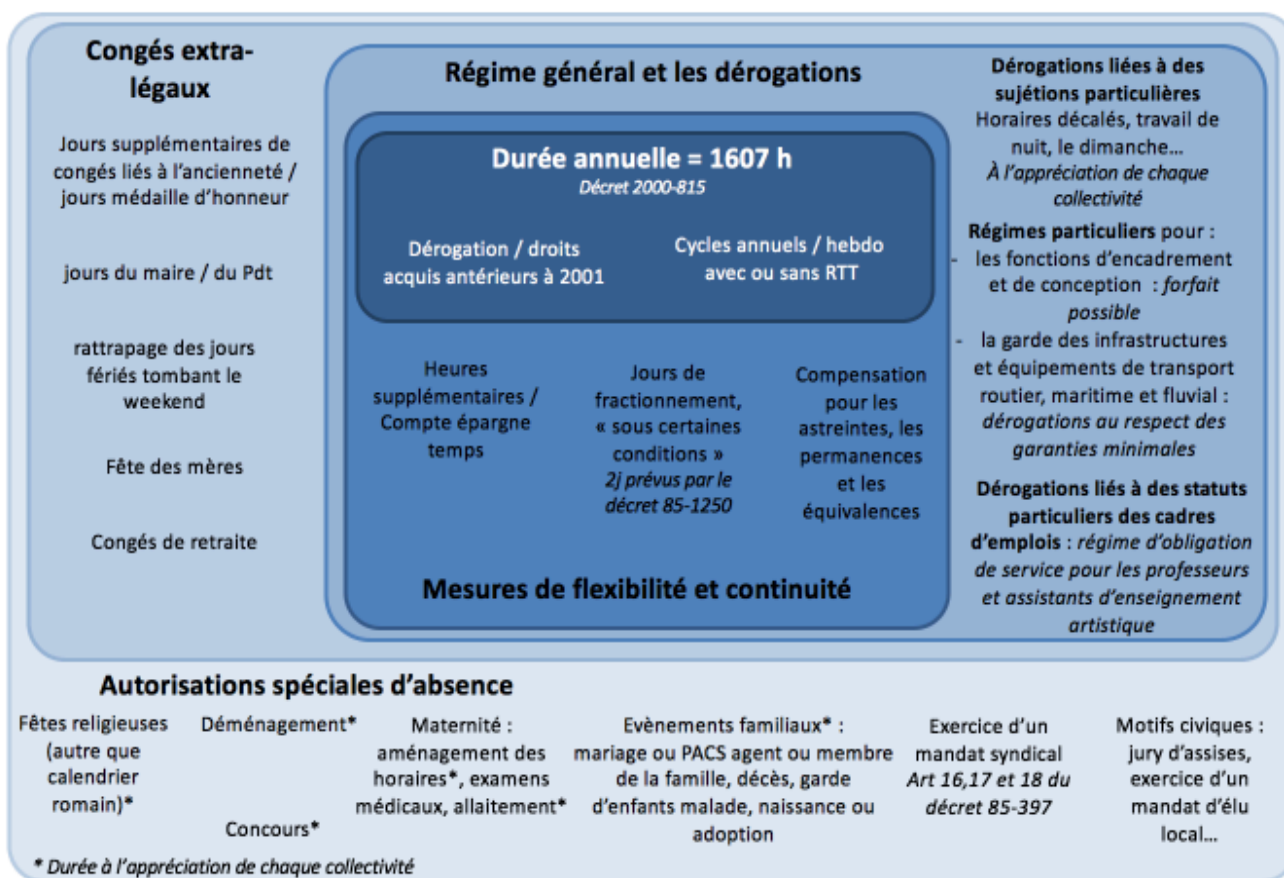 Congés extra-
légaux
Jours supplémentaires de
congés liés à l'ancienneté /
jours médaille d'honneur
jours du maire / du Pdt
rattrapage des jours
fériés tombant le
weekend
Fête des mères
Congés de retraite
Régime général et les dérogations
Durée annuelle = 1607 h
Décret 2000-815
Dérogation / droits
acquis antérieurs à 2001
Cycles annuels / hebdo
avec ou sans RTT
Heures
supplémentaires /
Compte épargne
temps
Jours de
fractionnement,
« sous certaines
conditions »
2j prévus par le
décret 85-1250
Compensation
pour les
astreintes, les
permanences
et les
équivalences
Mesures de flexibilité et continuité
Dérogations liées à des
sujétions particulières
Horaires décalés, travail de
nuit, le dimanche...
À l'appréciation de chaque
collectivité
Régimes particuliers pour :
- les fonctions d'encadrement
et de conception : forfait
possible
- la garde des infrastructures
et équipements de transport
routier, maritime et fluvial :
dérogations au respect des
garanties minimales
Dérogations liés à des statuts
particuliers des cadres
d'emplois : régime d'obligation
de service pour les professeurs
et assistants d'enseignement
artistique
Autorisations spéciales d'absence
Fêtes religieuses
(autre que
calendrier
romain)*
Déménagement*
Concours*
Maternité :
aménagement des
horaires*, examens
médicaux, allaitement*
Evènements familiaux* :
mariage ou PACS agent ou membre
de la famille, décès, garde
d'enfants malade, naissance ou
adoption
Exercice d'un
mandat syndical
Art 16,17 et 18 du
décret 85-397
Motifs civiques :
jury d'assises,
exercice d'un
mandat d'élu
local...
* Durée à l'appréciation de chaque collectivité